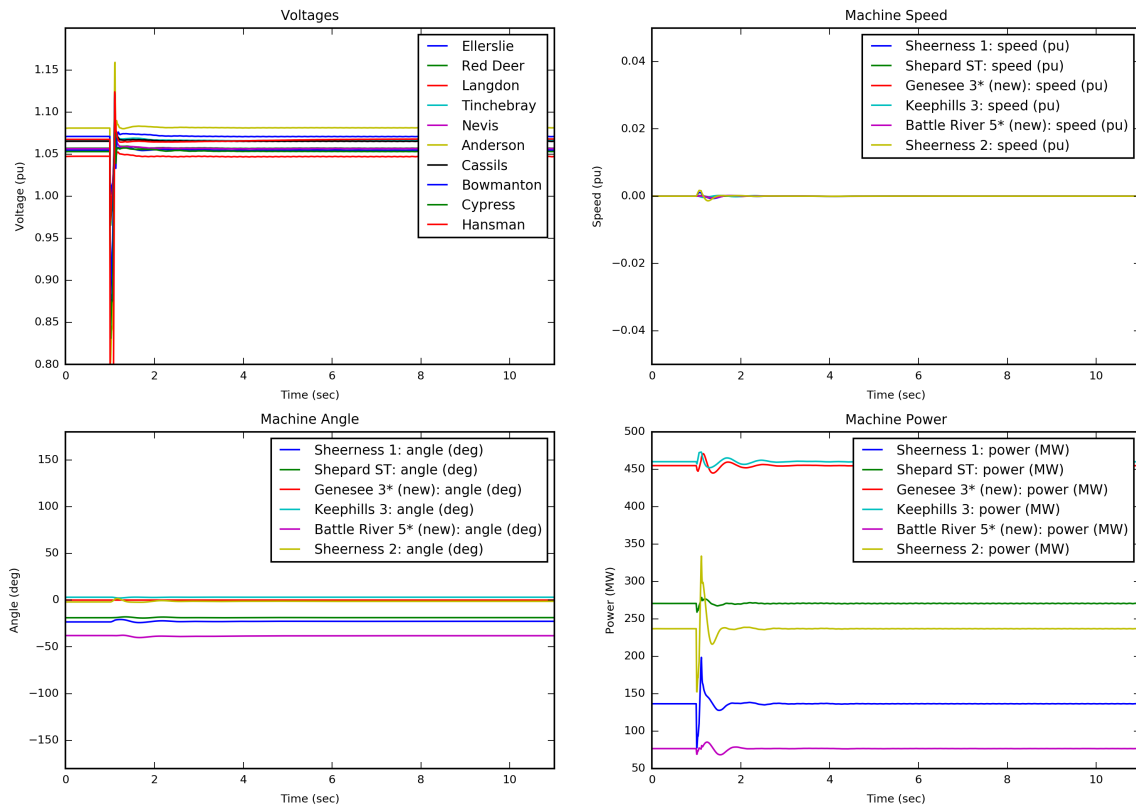 Voltages
1.15
1.10
1.05
1.00
0.95
0.90
0.85
0.80
Voltage (pu)
0 2 4 6 8 10
Time (sec)
Ellerslie
Red Deer
Langdon
Tinchebray
Nevis
Anderson
Cassils
Bowmanton
Cypress
Hansman
Machine Speed
0.04
0.02
0.00
−0.02
−0.04
Speed (pu)
0 2 4 6 8 10
Time (sec)
Sheerness 1: speed (pu)
Shepard ST: speed (pu)
Genesee 3* (new): speed (pu)
Keephills 3: speed (pu)
Battle River 5* (new): speed (pu)
Sheerness 2: speed (pu)
Machine Angle
150
100
50
0
−50
−100
−150
Angle (deg)
0 2 4 6 8 10
Time (sec)
Sheerness 1: angle (deg)
Shepard ST: angle (deg)
Genesee 3* (new): angle (deg)
Keephills 3: angle (deg)
Battle River 5* (new): angle (deg)
Sheerness 2: angle (deg)
Machine Power
500
450
400
350
300
250
200
150
100
50
Power (MW)
0 2 4 6 8 10
Time (sec)
Sheerness 1: power (MW)
Shepard ST: power (MW)
Genesee 3* (new): power (MW)
Keephills 3: power (MW)
Battle River 5* (new): power (MW)
Sheerness 2: power (MW)